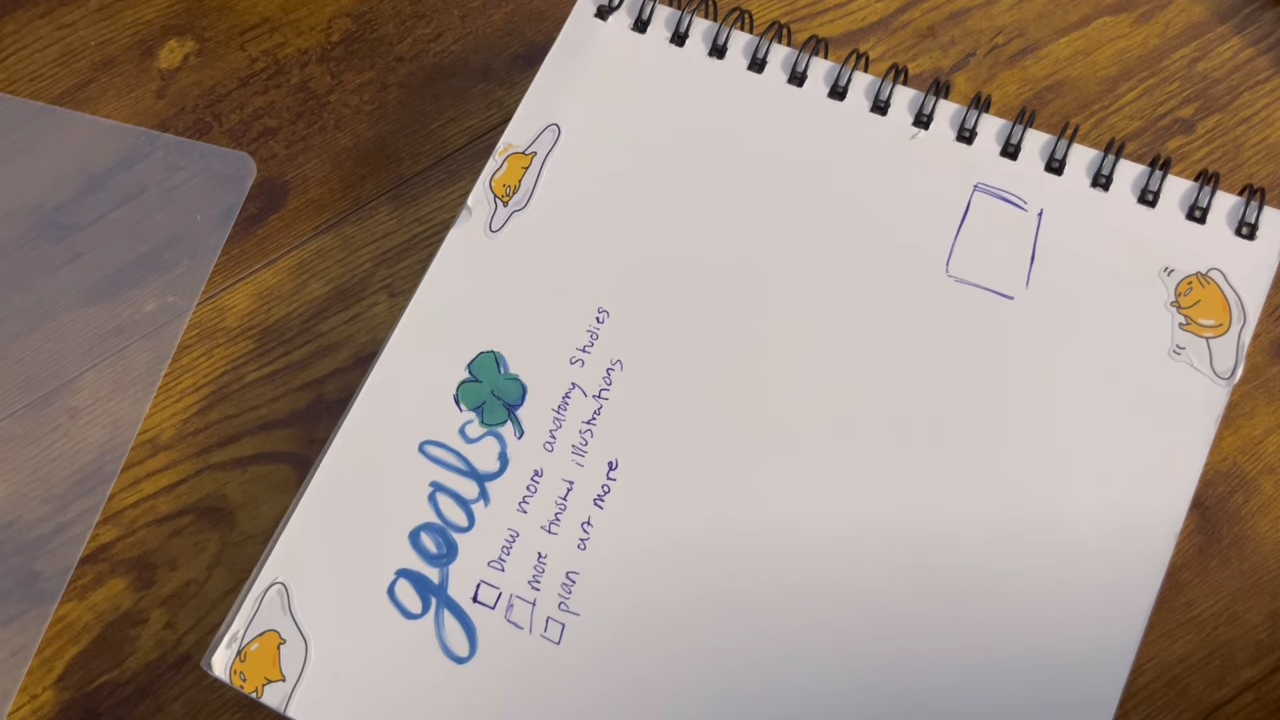 goals
Draw more anatomy studies
more finished illustrations
plan art more